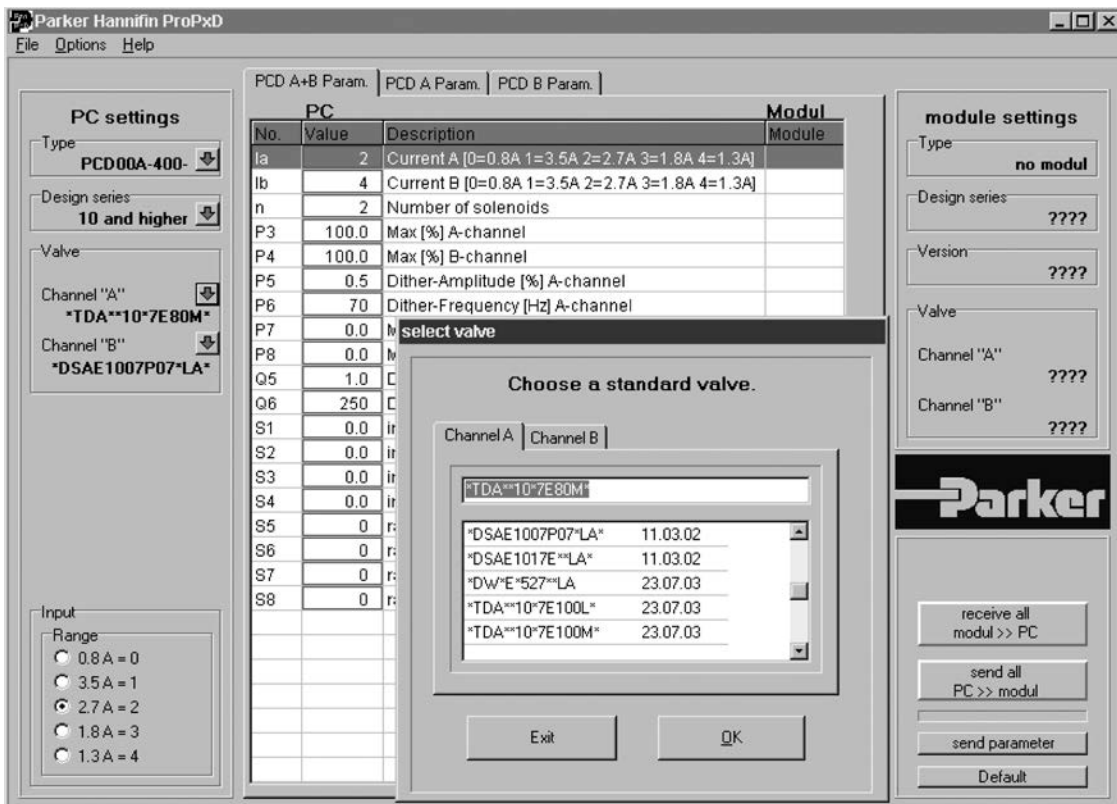 Parker Hannifin ProPxD
File Options Help
PC settings
Type
PCD00A-400-
Design series
10 and higher
Valve
Channel "A"
*TDA**10*7E80M*
Channel "B"
*DSAE1007P07*LA*
Input
Range
0.8 A = 0
3.5 A = 1
2.7 A = 2
1.8 A = 3
1.3 A = 4
PCD A+B Param. PCD A Param. PCD B Param.
PC Modul
No. Value Description Module
Ia 2 Current A [0=0.8A 1=3.5A 2=2.7A 3=1.8A 4=1.3A]
Ib 4 Current B [0=0.8A 1=3.5A 2=2.7A 3=1.8A 4=1.3A]
n 2 Number of solenoids
P3 100.0 Max [%] A-channel
P4 100.0 Max [%] B-channel
P5 0.5 Dither-Amplitude [%] A-channel
P6 70 Dither-Frequency [Hz] A-channel
P7 0.0
P8 0.0
Q5 1.0
Q6 250
S1 0.0
S2 0.0
S3 0.0
S4 0.0
S5 0
S6 0
S7 0
S8 0
select valve
Choose a standard valve.
Channel A Channel B
*TDA**10*7E80M*
*DSAE1007P07*LA* 11.03.02
*DSAE1017E**LA* 11.03.02
*DW*E*527**LA 23.07.03
*TDA**10*7E100L* 23.07.03
*TDA**10*7E100M* 23.07.03
Exit OK
module settings
Type
no modul
Design series
????
Version
????
Valve
Channel "A"
????
Channel "B"
????
Parker
receive all
modul >> PC
send all
PC >> modul
send parameter
Default